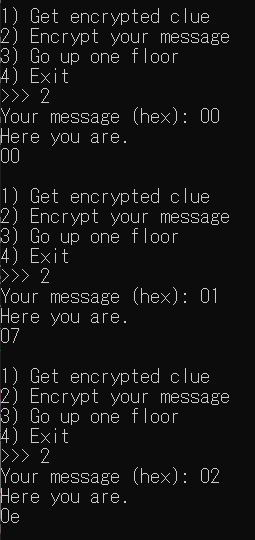 1) Get encrypted clue
2) Encrypt your message
3) Go up one floor
4) Exit
>>> 2
Your message (hex): 00
Here you are.
00
1) Get encrypted clue
2) Encrypt your message
3) Go up one floor
4) Exit
>>> 2
Your message (hex): 01
Here you are.
07
1) Get encrypted clue
2) Encrypt your message
3) Go up one floor
4) Exit
>>> 2
Your message (hex): 02
Here you are.
0e